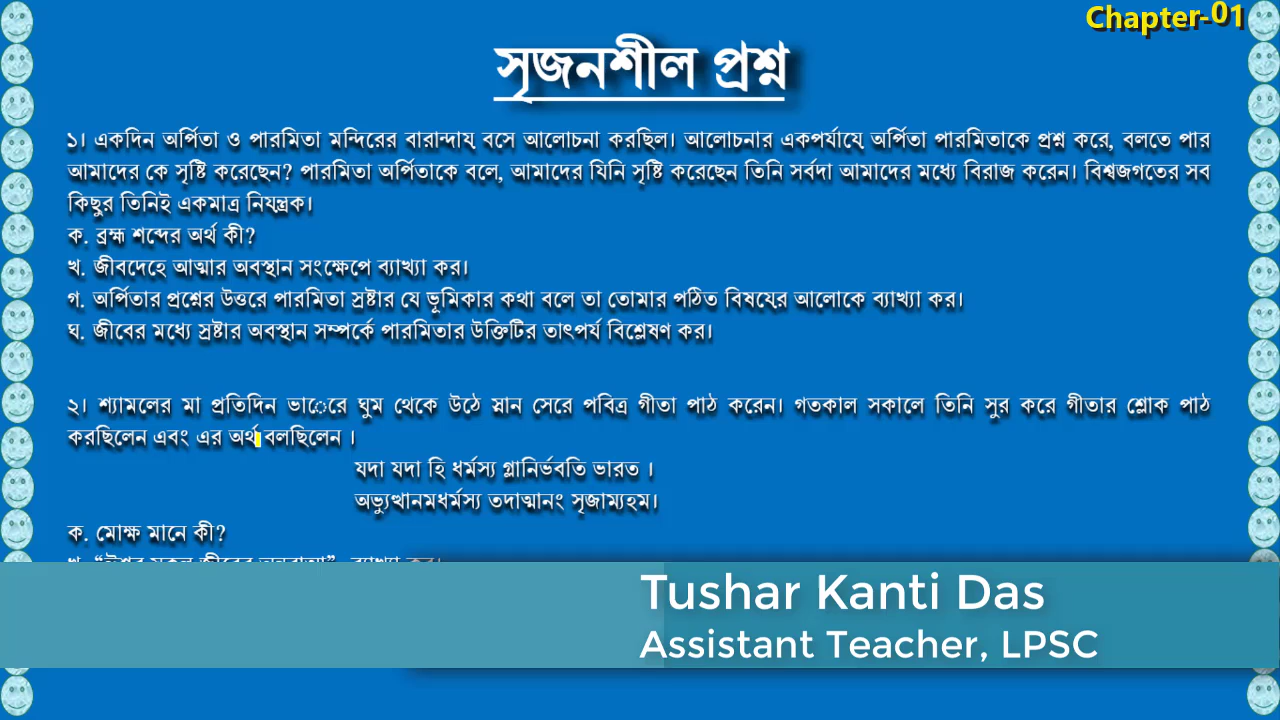 Chapter-01
সৃজনশীল প্রশ্ন
১। একদিন অর্পিতা ও পারমিতা মন্দিরের বারান্দায় বসে আলোচনা করছিল। আলোচনার একপর্যায়ে অর্পিতা পারমিতাকে প্রশ্ন করে, বলতে পার
আমাদের কে সৃষ্টি করেছেন? পারমিতা অর্পিতাকে বলে, আমাদের যিনি সৃষ্টি করেছেন তিনি সর্বদা আমাদের মধ্যে বিরাজ করেন। বিশ্বজগতের সব
কিছুর তিনিই একমাত্র নিয়ন্ত্রক।
ক. ব্রহ্ম শব্দের অর্থ কী?
খ. জীবদেহে আত্মার অবস্থান সংক্ষেপে ব্যাখ্যা কর।
গ. অর্পিতার প্রশ্নের উত্তরে পারমিতা স্রষ্টার যে ভূমিকার কথা বলে তা তোমার পঠিত বিষয়ের আলোকে ব্যাখ্যা কর।
ঘ. জীবের মধ্যে স্রষ্টার অবস্থান সম্পর্কে পারমিতার উক্তিটির তাৎপর্য বিশ্লেষণ কর।
২। শ্যামলের মা প্রতিদিন ভােরে ঘুম থেকে উঠে স্নান সেরে পবিত্র গীতা পাঠ করেন। গতকাল সকালে তিনি সুর করে গীতার শ্লোক পাঠ
করছিলেন এবং এর অর্থ বলছিলেন ।
যদা যদা হি ধর্মস্য গ্লানির্ভবতি ভারত ।
অভ্যুত্থানমধর্মস্য তদাত্মানং সৃজাম্যহম।
ক. মোক্ষ মানে কী?
Tushar Kanti Das
Assistant Teacher, LPSC